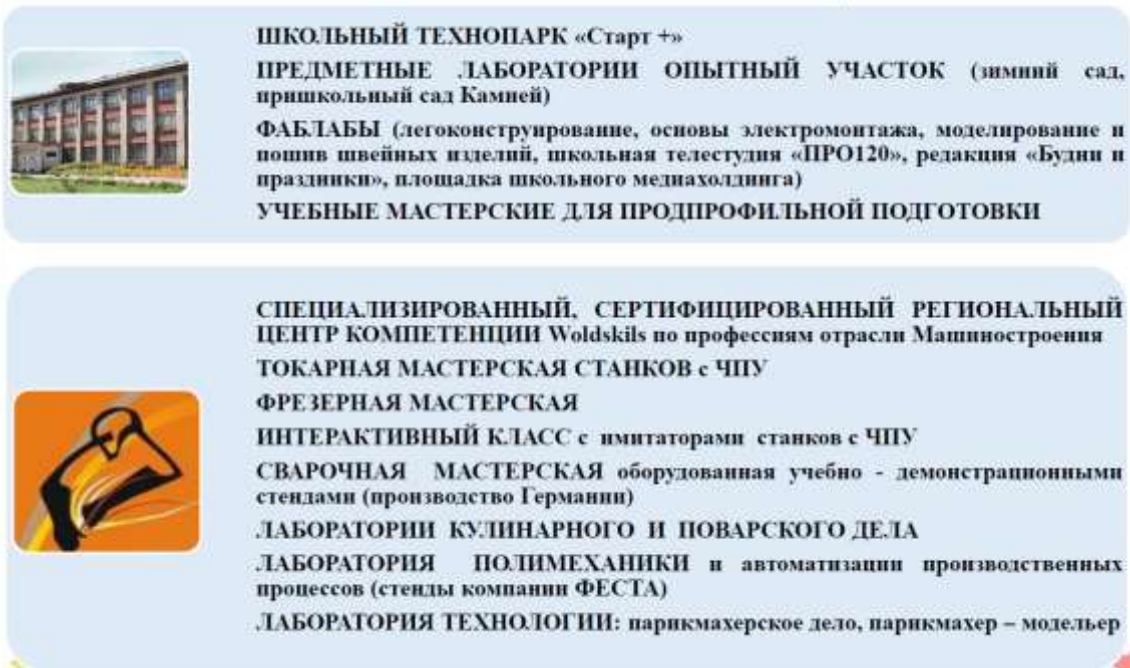 ШКОЛЬНЫЙ ТЕХНОПАРК «Старт +»
ПРЕДМЕТНЫЕ ЛАБОРАТОРИИ ОПЫТНЫЙ УЧАСТОК (зимний сад,
пришкольный сад Камней)
ФАБЛАБЫ (легоконструирование, основы электромонтажа, моделирование и
пошив швейных изделий, школьная телестудия «ПРО120», редакция «Будни и
праздники», площадка школьного медиахолдинга)
УЧЕБНЫЕ МАСТЕРСКИЕ ДЛЯ ПРОДПРОФИЛЬНОЙ ПОДГОТОВКИ
СПЕЦИАЛИЗИРОВАННЫЙ, СЕРТИФИЦИРОВАННЫЙ РЕГИОНАЛЬНЫЙ
ЦЕНТР КОМПЕТЕНЦИИ Woldskils по профессиям отрасли Машиностроения
ТОКАРНАЯ МАСТЕРСКАЯ СТАНКОВ с ЧПУ
ФРЕЗЕРНАЯ МАСТЕРСКАЯ
ИНТЕРАКТИВНЫЙ КЛАСС с имитаторами станков с ЧПУ
СВАРОЧНАЯ МАСТЕРСКАЯ оборудованная учебно - демонстрационными
стендами (производство Германии)
ЛАБОРАТОРИИ КУЛИНАРНОГО И ПОВАРСКОГО ДЕЛА
ЛАБОРАТОРИЯ ПОЛИМЕХАНИКИ и автоматизации производственных
процессов (стенды компании ФЕСТА)
ЛАБОРАТОРИЯ ТЕХНОЛОГИИ: парикмахерское дело, парикмахер – модельер